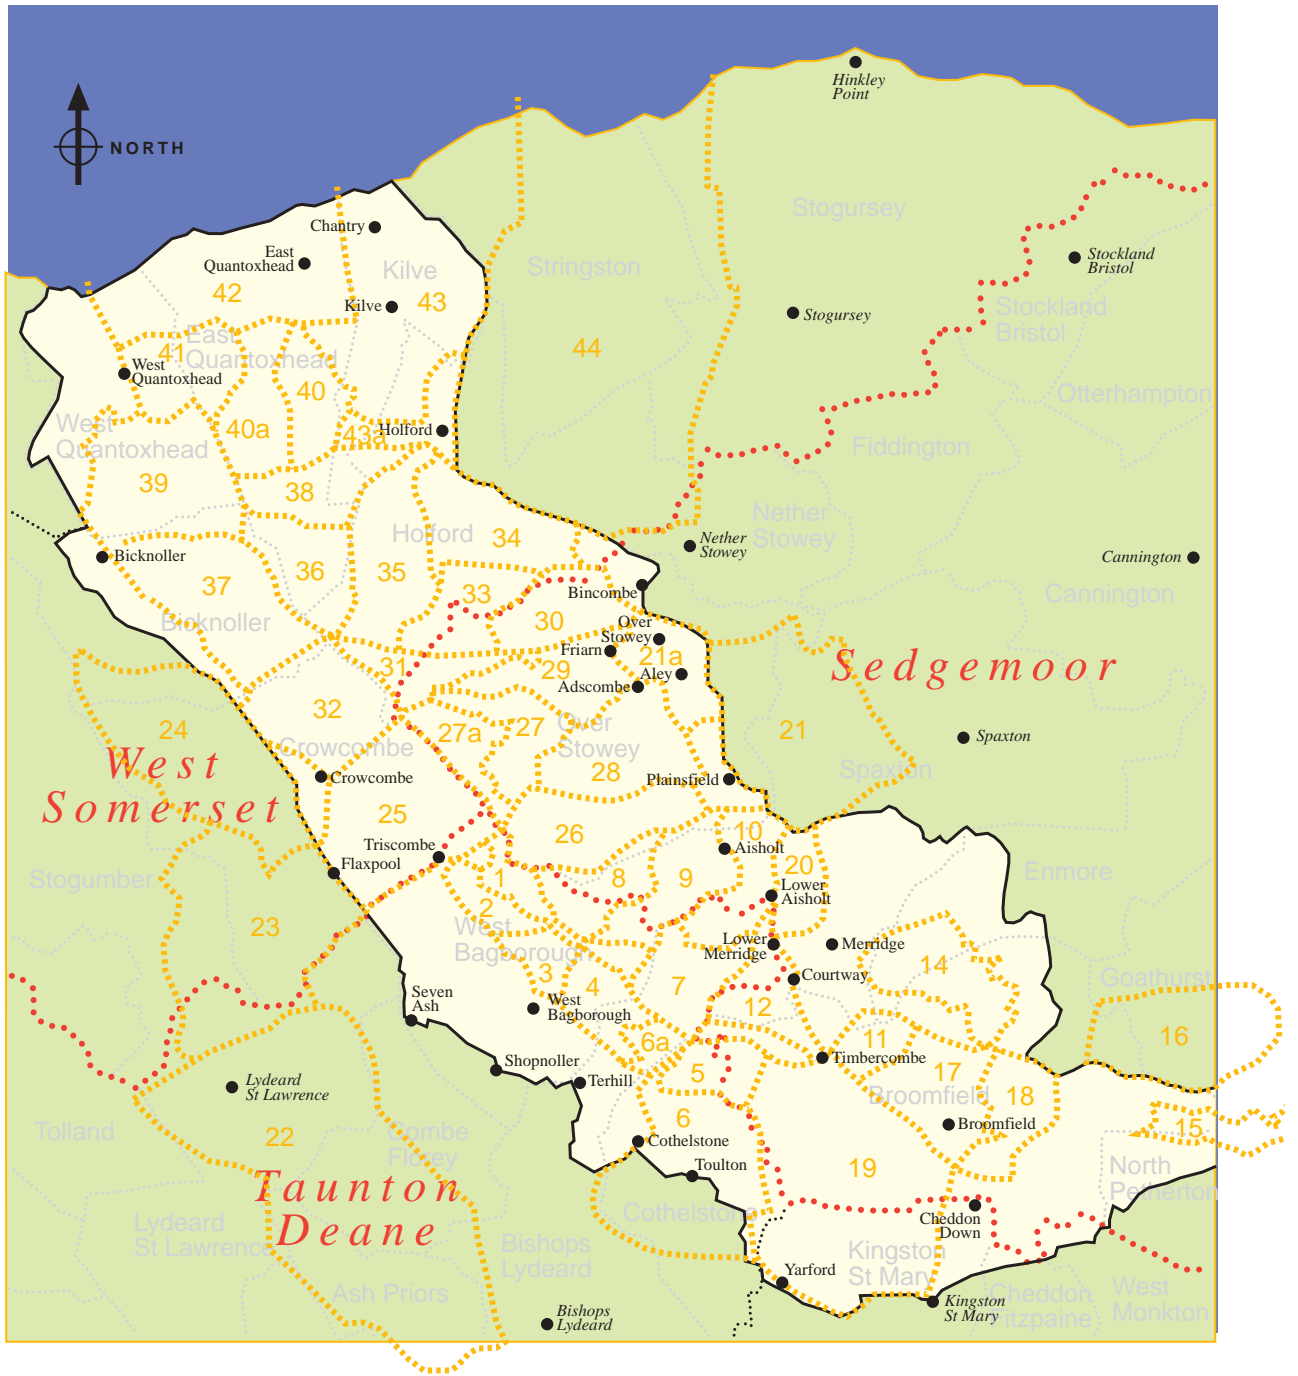 Hinkley
Point
NORTH
Stogursey
Chantry
East
Quantoxhead
Kilve
Stringston
Stockland
Bristol
42
Kilve
43
Stogursey
Stockland
Bristol
44
East
Quantoxhead
41
West
Quantoxhead
40
Otterhampton
West
Quantoxhead
40a
43a
Holford
Fiddington
39
38
Nether
Stowey
Holford
34
Nether
Stowey
Bicknoller
Cannington
37
36
35
33
Bincombe
Cannington
Bicknoller
30
Over
Stowey
Friarn
21a
31
29
Aley
Adscombe
Sedgemoor
32
24
27a
27
Over
Stowey
21
Spaxton
Crowcombe
West
Somerset
Crowcombe
28
Plainsfield
Spaxton
25
26
10
Triscombe
Aisholt
Flaxpool
20
Stogumber
1
8
9
Enmore
Lower
Aisholt
2
23
West
Bagborough
Lower
Merridge
Merridge
14
3
4
7
Courtway
Goathurst
Seven
Ash
West
Bagborough
12
6a
11
16
Shopnoller
Timbercombe
5
17
Terhill
Lydeard
St Lawrence
Broomfield
18
6
Broomfield
15
Tolland
22
Combe
Florey
Cothelstone
Toulton
19
North
Petherton
Taunton
Deane
Cothelstone
Cheddon
Down
Lydeard
St Lawrence
Bishops
Lydeard
Kingston
St Mary
Yarford
Ash Priors
Kingston
St Mary
Cheddon
Fitzpaine
West
Monkton
Bishops
Lydeard